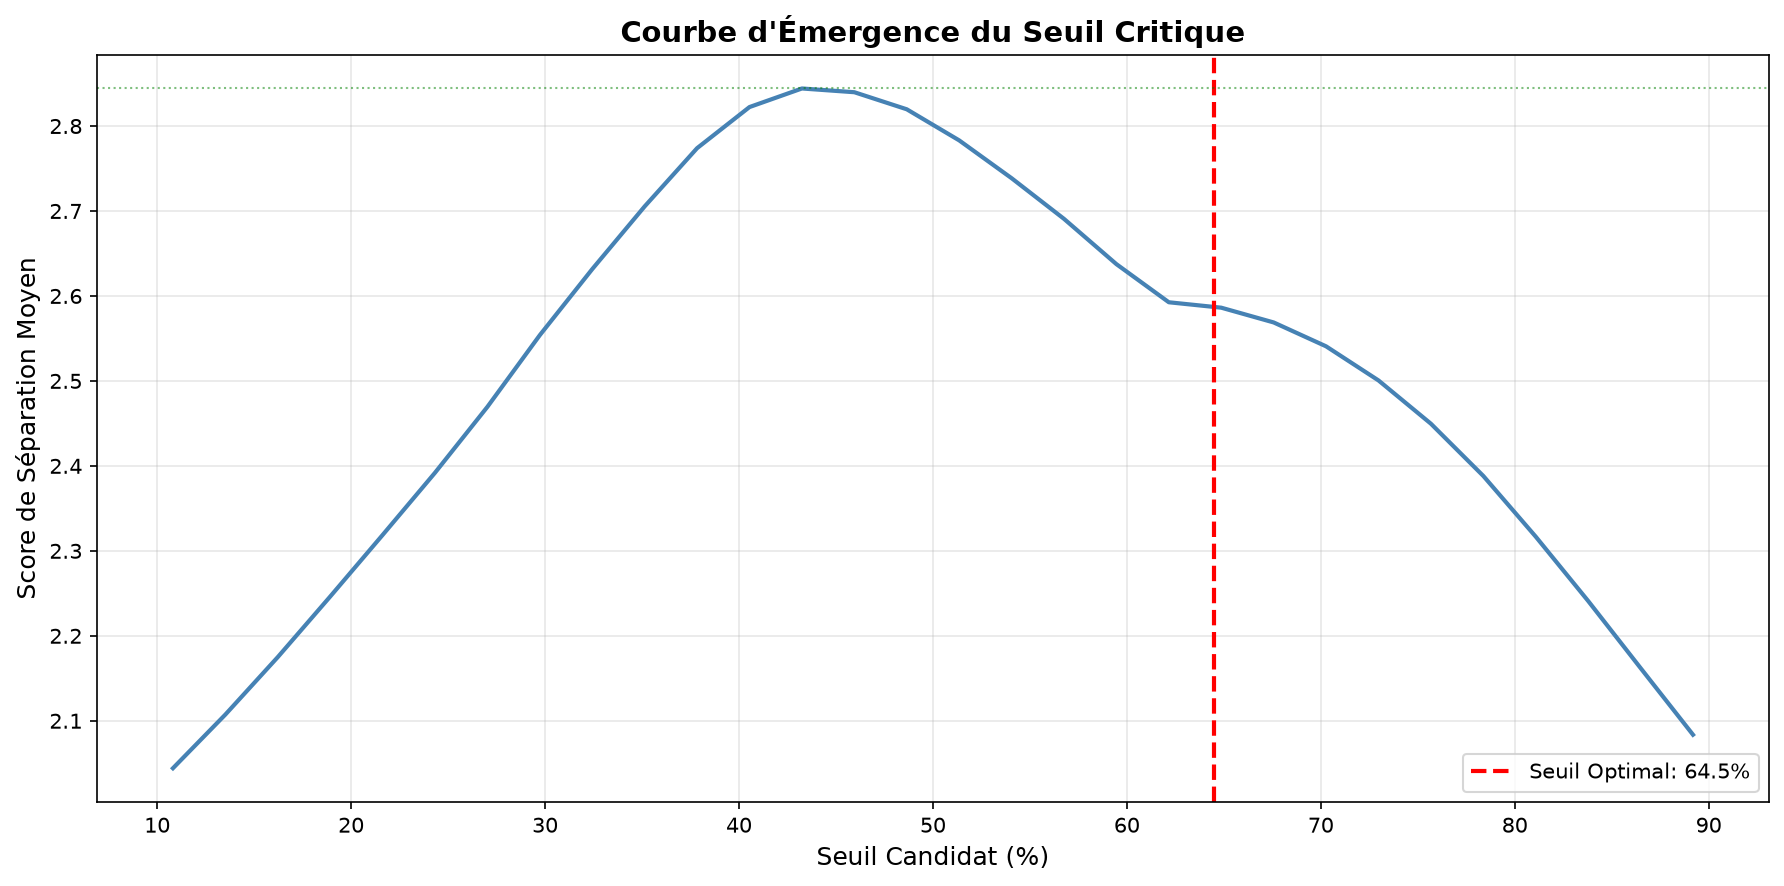 Courbe d'Émergence du Seuil Critique
Score de Séparation Moyen
2.8
2.7
2.6
2.5
2.4
2.3
2.2
2.1
Seuil Optimal: 64.5%
10 20 30 40 50 60 70 80 90
Seuil Candidat (%)